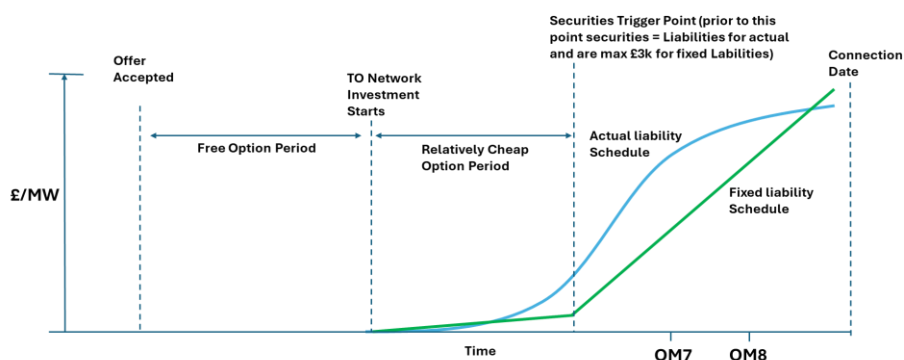 Securities Trigger Point (prior to this
point securities = Liabilities for actual
and are max £3k for fixed Labilities)
Offer
Accepted
TO Network
Investment
Starts
Connection
Date
Free Option Period
Relatively Cheap
Option Period
Actual liability
Schedule
£/MW
Fixed liability
Schedule
Time
QM7
QM8